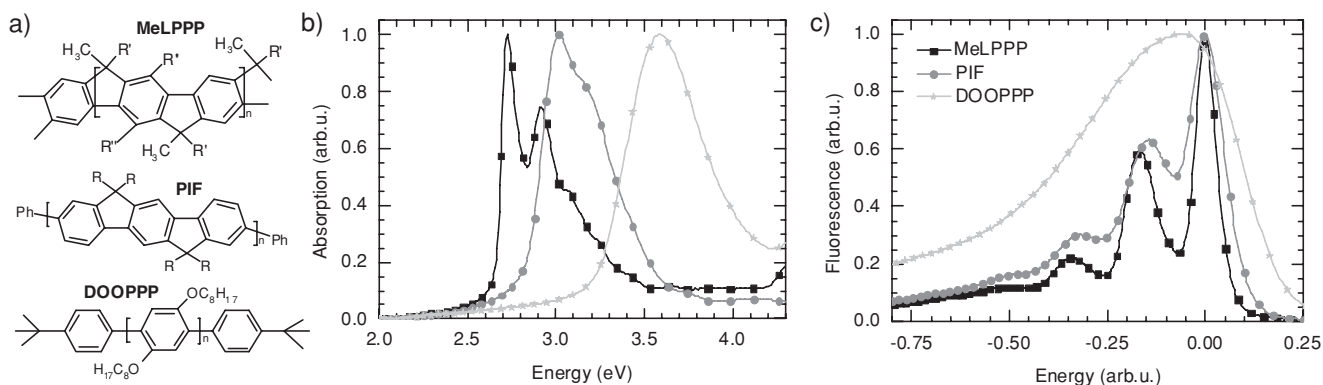 a)
MeLPPP
H₃C R' R* H₃C R'
n
R" H₃C R'
PIF
R R
Ph n Ph
R R
DOOPPP
OC₈H₁₇
n
H₁₇C₈O
b)
Absorption (arb.u.)
1.0
0.8
0.6
0.4
0.2
0.0
2.0 2.5 3.0 3.5 4.0
Energy (eV)
c)
Fluorescence (arb.u.)
1.0
0.8
0.6
0.4
0.2
0.0
MeLPPP
PIF
DOOPPP
-0.75 -0.50 -0.25 0.00 0.25
Energy (arb.u.)